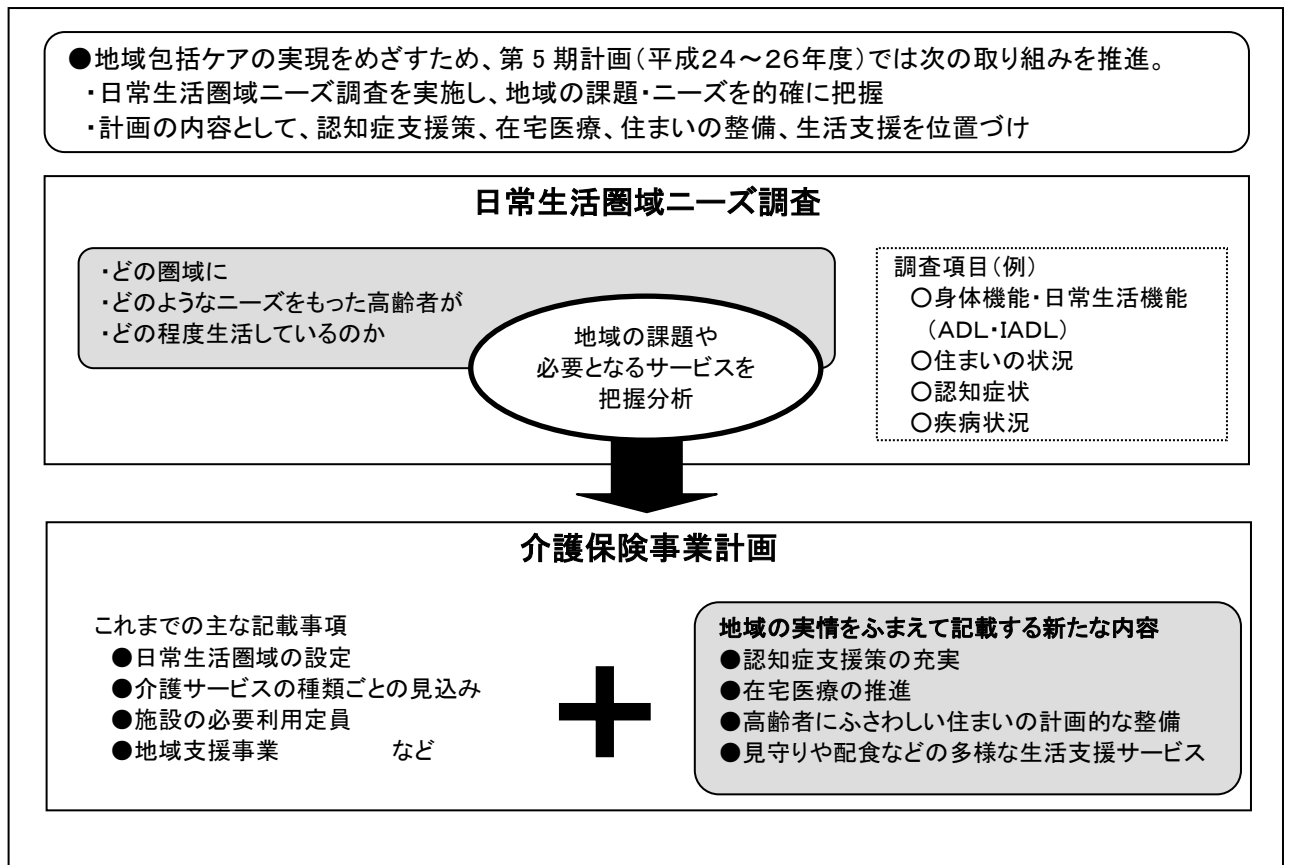 ●地域包括ケアの実現をめざすため、第5期計画(平成24～26年度)では次の取り組みを推進。
・日常生活圏域ニーズ調査を実施し、地域の課題・ニーズを的確に把握
・計画の内容として、認知症支援策、在宅医療、住まいの整備、生活支援を位置づけ
日常生活圏域ニーズ調査
・どの圏域に
・どのようなニーズをもった高齢者が
・どの程度生活しているのか
地域の課題や
必要となるサービスを
把握分析
調査項目(例)
○身体機能・日常生活機能
(ADL・IADL)
○住まいの状況
○認知症状
○疾病状況
介護保険事業計画
これまでの主な記載事項
●日常生活圏域の設定
●介護サービスの種類ごとの見込み
●施設の必要利用定員
●地域支援事業　　　　など
地域の実情をふまえて記載する新たな内容
●認知症支援策の充実
●在宅医療の推進
●高齢者にふさわしい住まいの計画的な整備
●見守りや配食などの多様な生活支援サービス